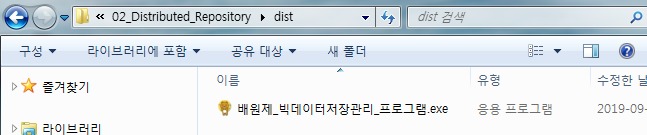 « 02_Distributed_Repository ▸ dist
dist 검색
구성 ▼ 라이브러리에 포함 ▼ 공유 대상 ▼ 새 폴더
이름 유형 수정한 날
즐겨찾기
배원제_빅데이터저장관리_프로그램.exe 응용 프로그램 2019-09-
라이브러리